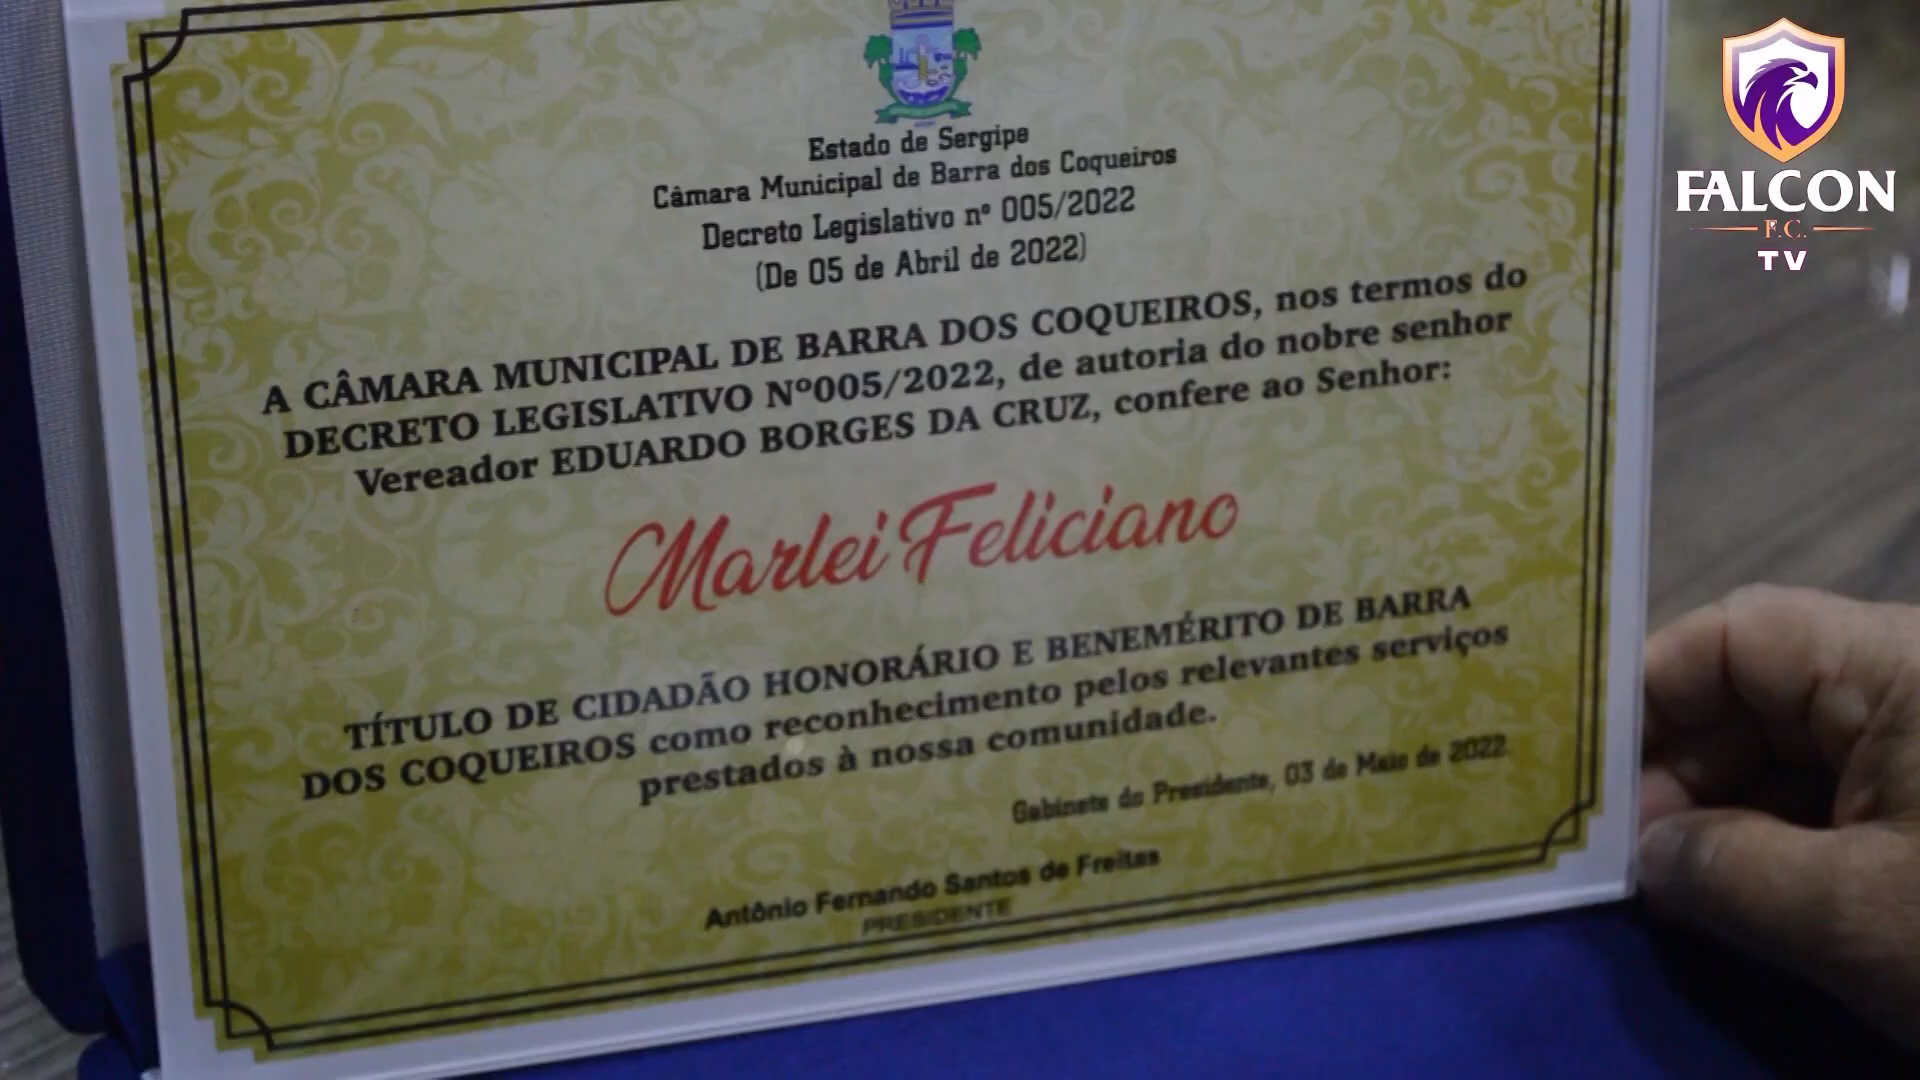 Estado de Sergipe
Câmara Municipal de Barra dos Coqueiros
Decreto Legislativo nº 005/2022
(De 05 de Abril de 2022)
A CÂMARA MUNICIPAL DE BARRA DOS COQUEIROS, nos termos do
DECRETO LEGISLATIVO Nº005/2022, de autoria do nobre senhor
Vereador EDUARDO BORGES DA CRUZ, confere ao Senhor:
Marlei Feliciano
TÍTULO DE CIDADÃO HONORÁRIO E BENEMÉRITO DE BARRA
DOS COQUEIROS como reconhecimento pelos relevantes serviços
prestados à nossa comunidade.
Gabinete do Presidente, 03 de Maio de 2022.
Antônio Fernando Santos de Freitas
PRESIDENTE
FALCON
F.C.
TV